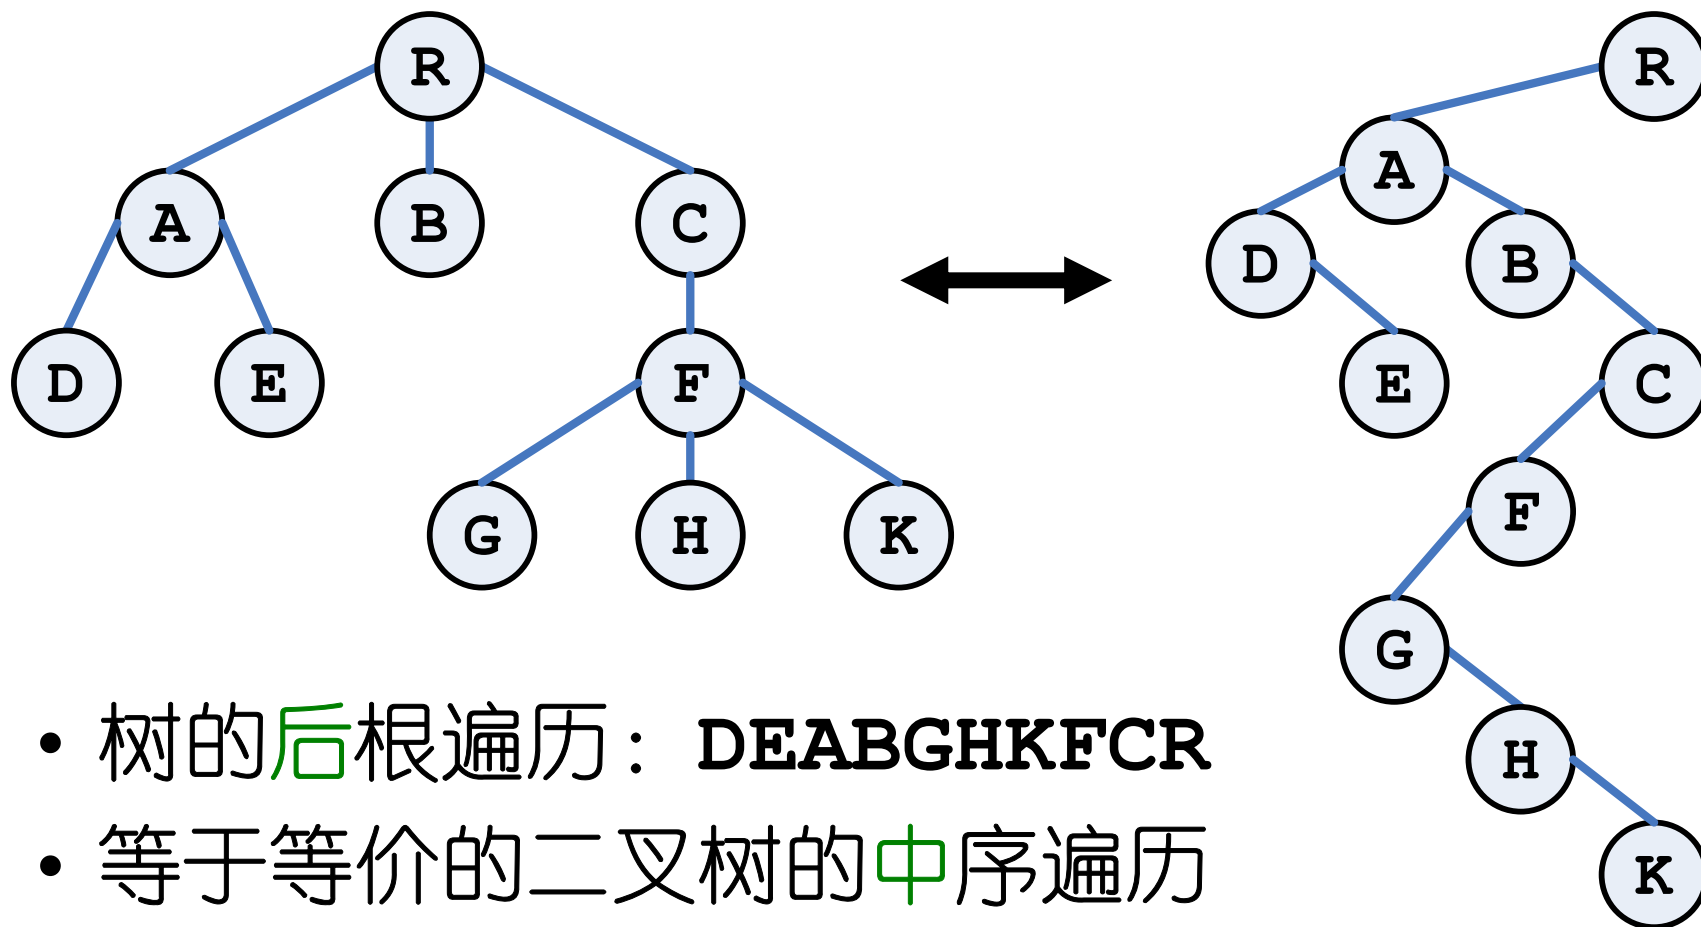 R R
A
A B C
D B
D E F E C
F
G H K
G
• 树的后根遍历: DEABGHKFCR
H
• 等于等价的二叉树的中序遍历
K